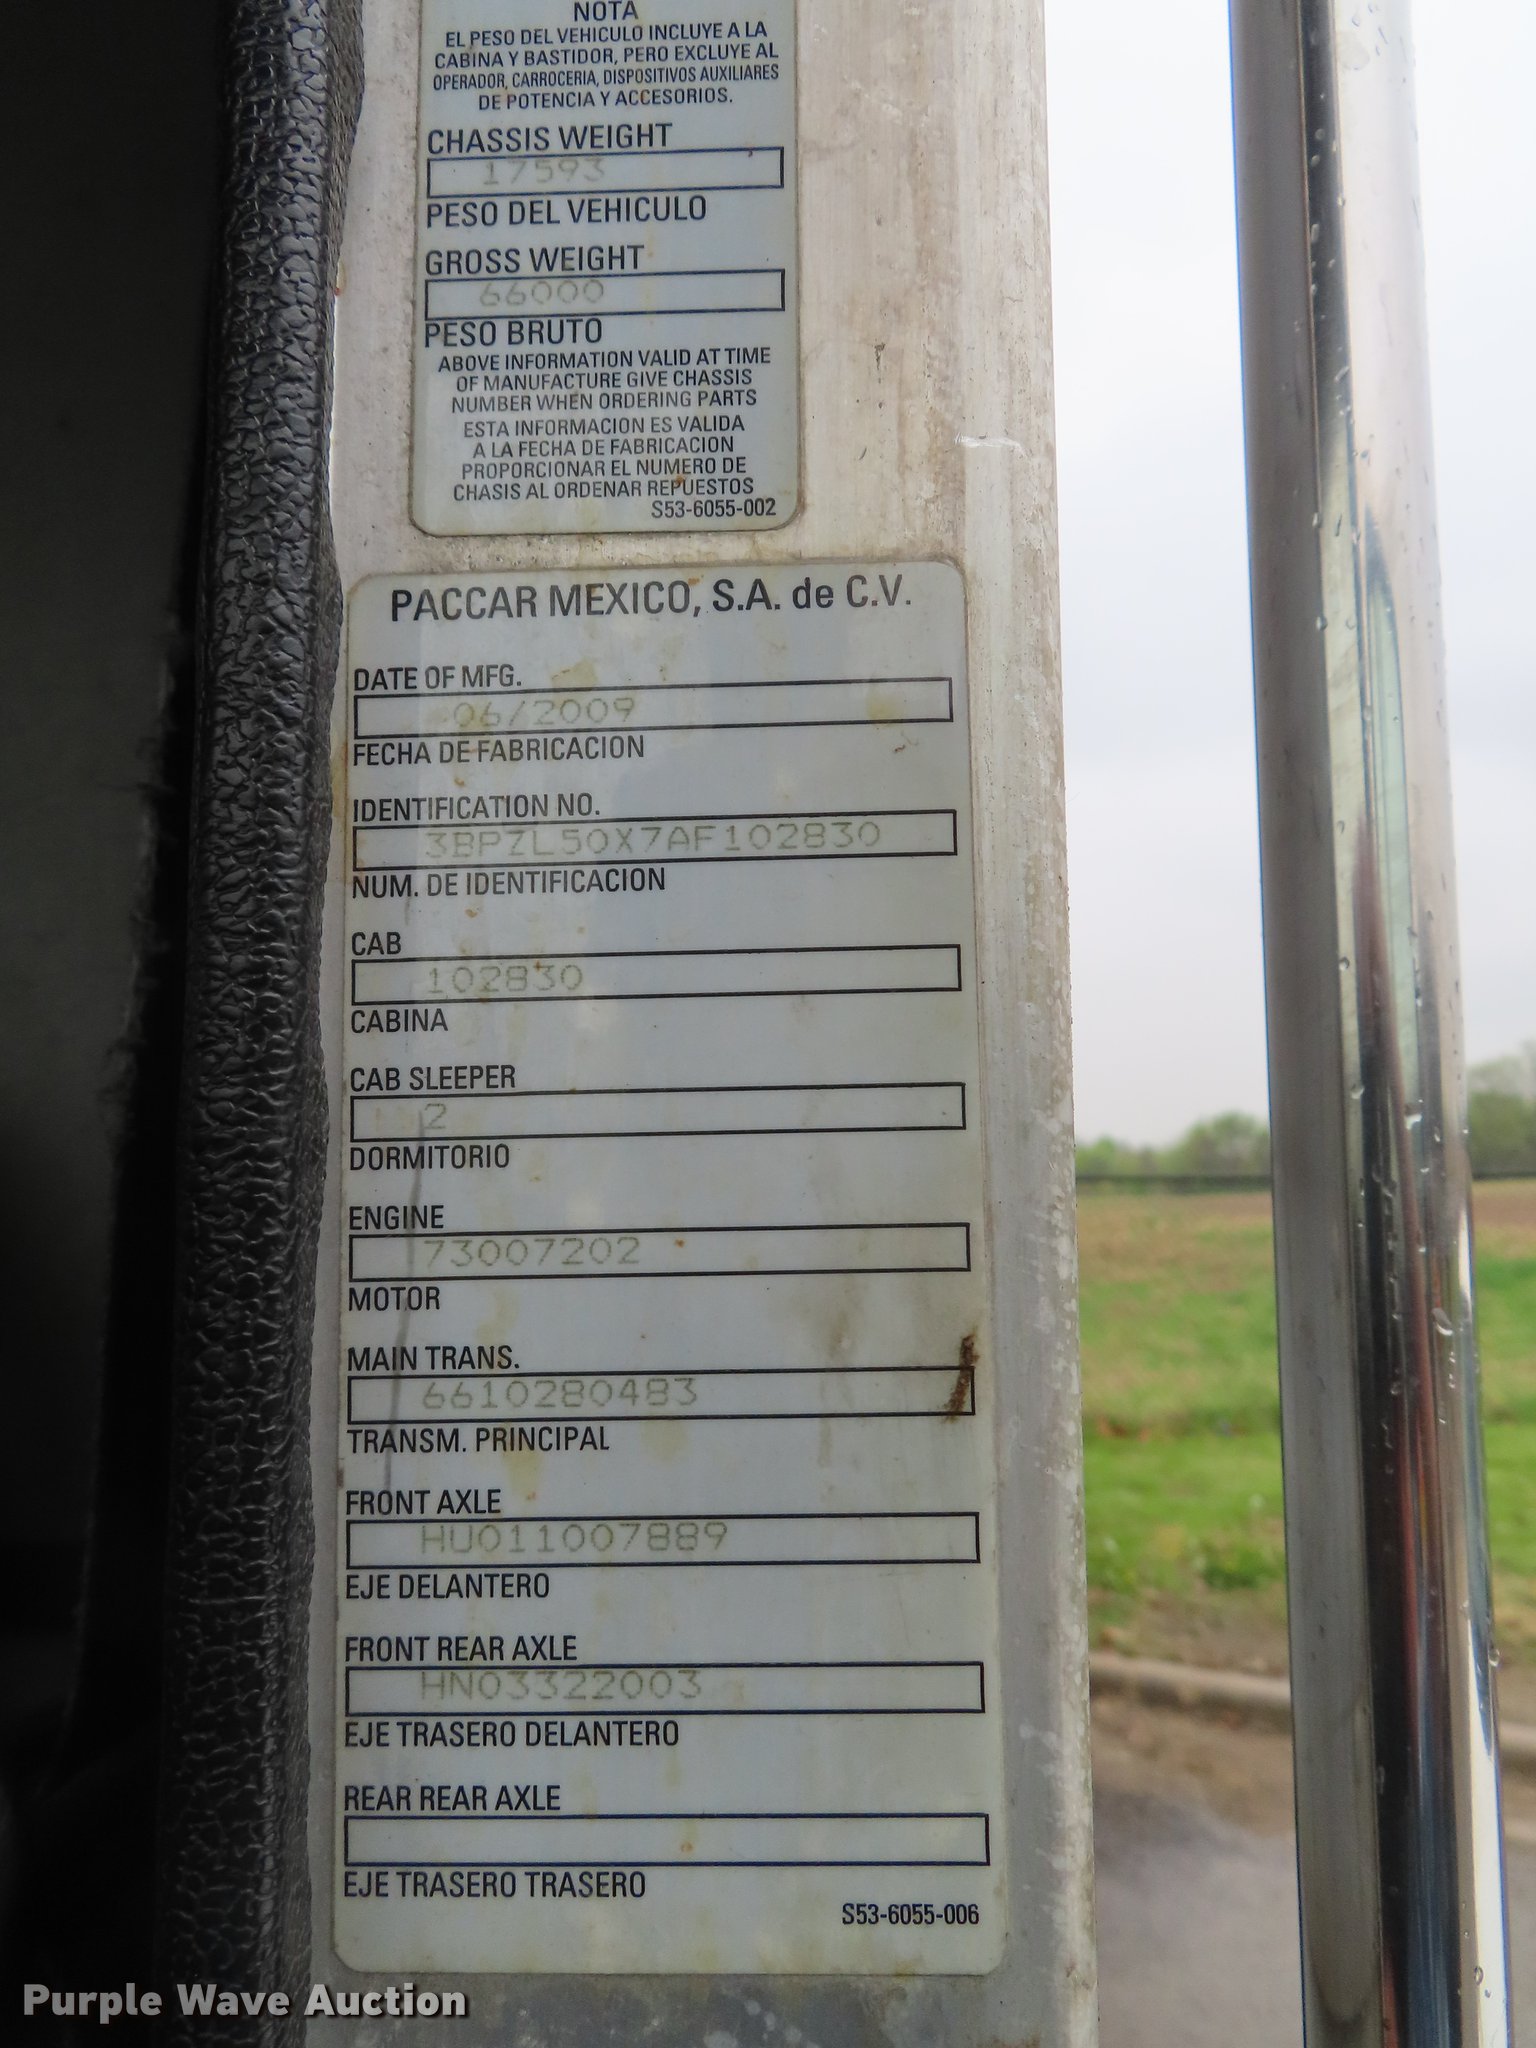 NOTA
EL PESO DEL VEHICULO INCLUYE A LA
CABINA Y BASTIDOR, PERO EXCLUYE AL
OPERADOR, CARROCERIA, DISPOSITIVOS AUXILIARES
DE POTENCIA Y ACCESORIOS.
CHASSIS WEIGHT
17593
PESO DEL VEHICULO
GROSS WEIGHT
66000
PESO BRUTO
ABOVE INFORMATION VALID AT TIME
OF MANUFACTURE GIVE CHASSIS
NUMBER WHEN ORDERING PARTS
ESTA INFORMACION ES VALIDA
A LA FECHA DE FABRICACION
PROPORCIONAR EL NUMERO DE
CHASIS AL ORDENAR REPUESTOS
S53-6055-002
PACCAR MEXICO, S.A. de C.V.
DATE OF MFG.
06/2009
FECHA DE FABRICACION
IDENTIFICATION NO.
3BPZL50X7AF102830
NUM. DE IDENTIFICACION
CAB
102830
CABINA
CAB SLEEPER
2
DORMITORIO
ENGINE
73007202
MOTOR
MAIN TRANS.
6610280483
TRANSM. PRINCIPAL
FRONT AXLE
HU011007889
EJE DELANTERO
FRONT REAR AXLE
HN03322003
EJE TRASERO DELANTERO
REAR REAR AXLE
EJE TRASERO TRASERO
S53-6055-006
Purple Wave Auction